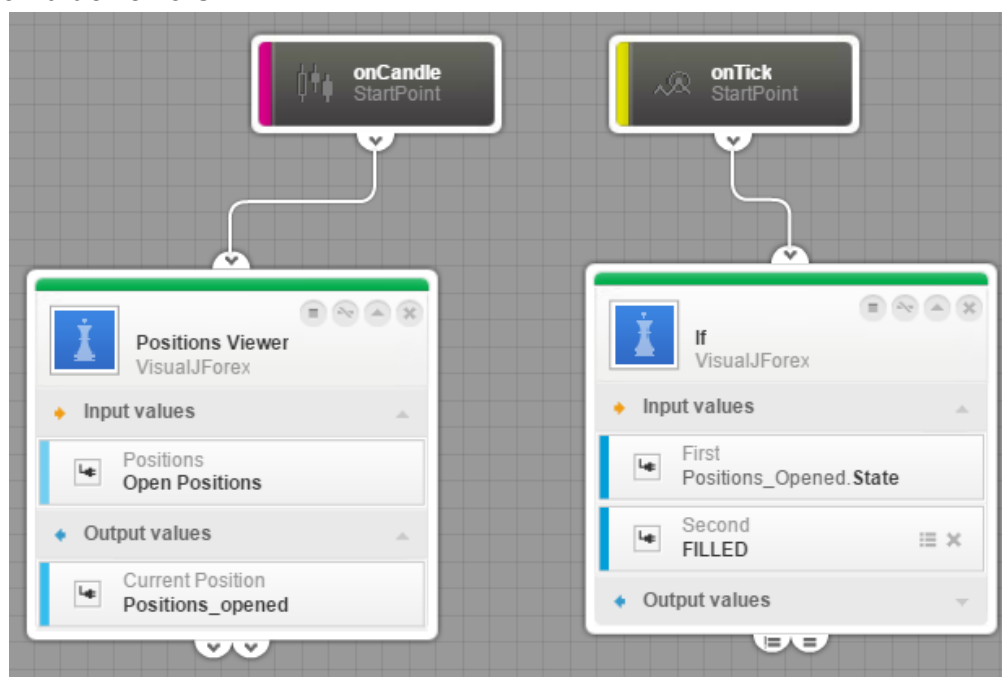 onCandle
StartPoint
onTick
StartPoint
Positions Viewer
VisualJForex
Input values
Positions
Open Positions
Output values
Current Position
Positions_opened
If
VisualJForex
Input values
First
Positions_Opened.State
Second
FILLED
Output values